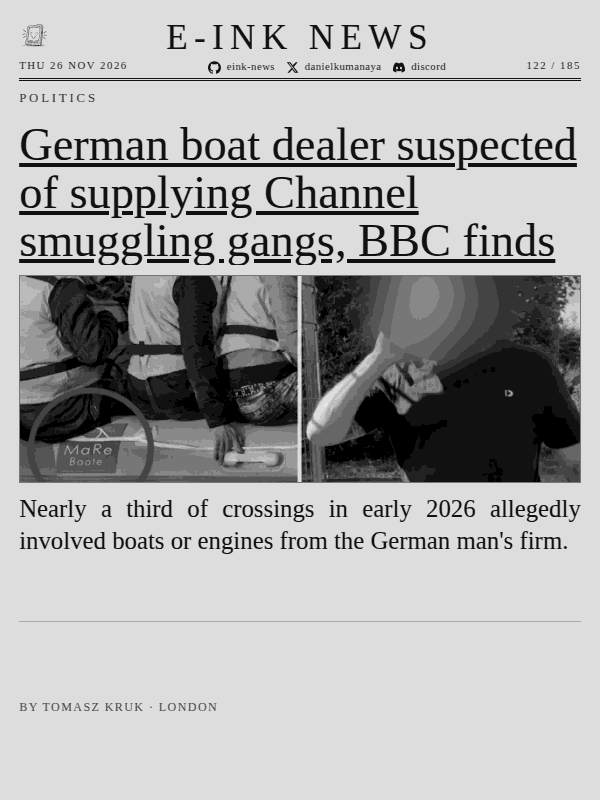 E-INK NEWS
THU 26 NOV 2026
eink-news
danielkumanaya
discord
122 / 185
POLITICS
German boat dealer suspected
of supplying Channel
smuggling gangs, BBC finds
MaRe
Boote
Nearly a third of crossings in early 2026 allegedly
involved boats or engines from the German man's firm.
BY TOMASZ KRUK · LONDON